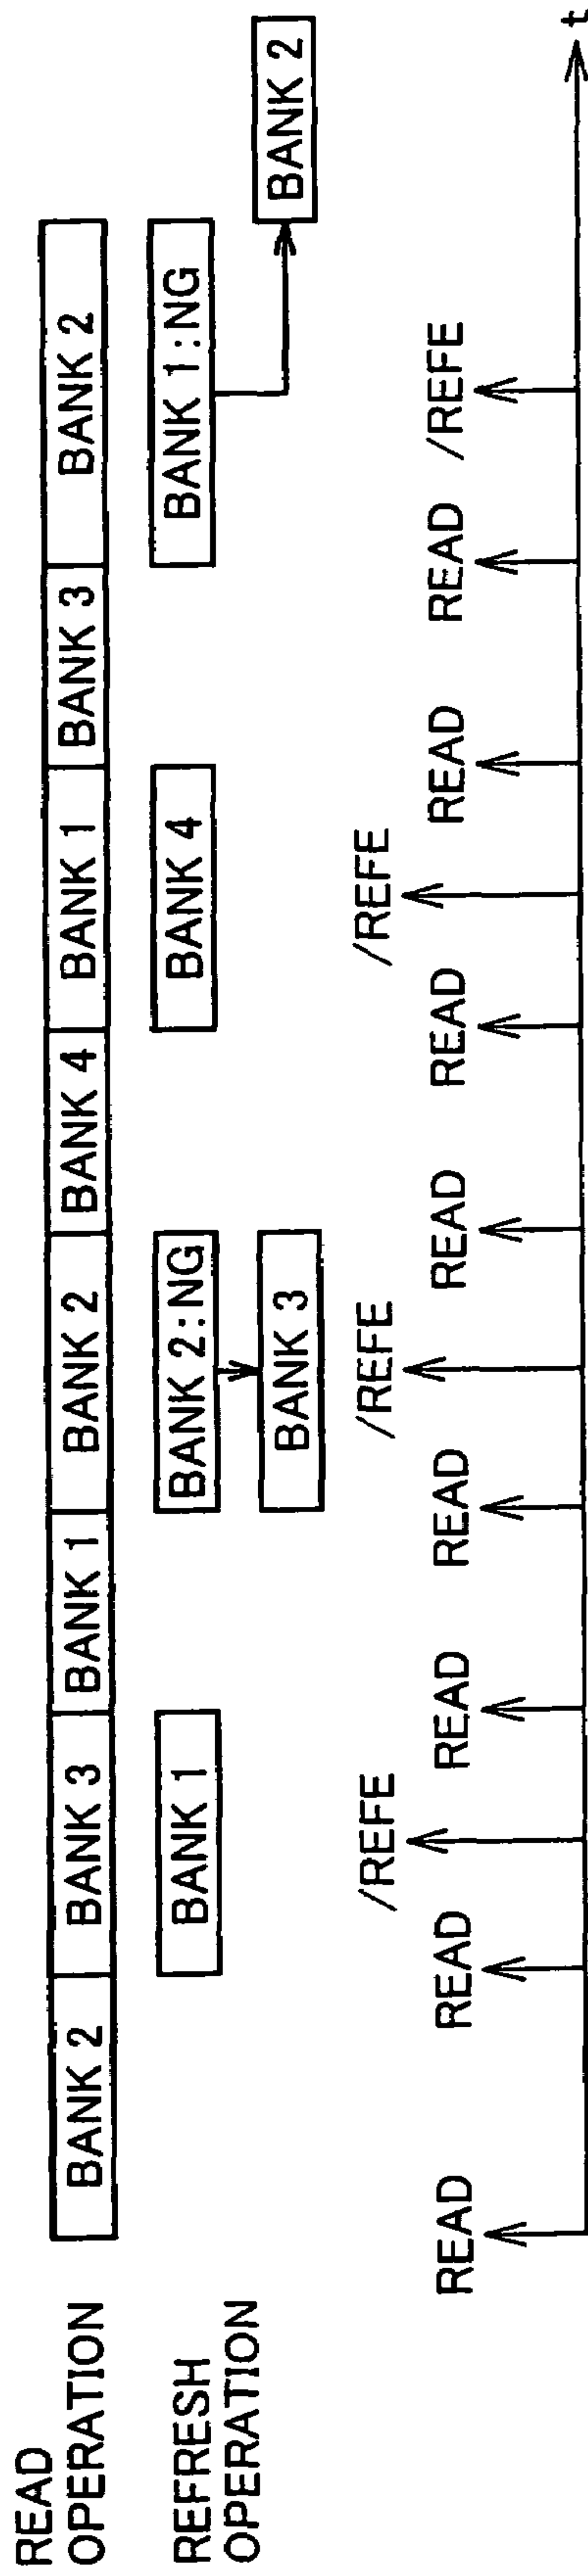 READ
OPERATION
BANK 2
BANK 3
BANK 1
BANK 2
BANK 4
BANK 1
BANK 3
BANK 2
REFRESH
OPERATION
BANK 1
BANK 2:NG
BANK 4
BANK 1:NG
BANK 3
BANK 2
/REFE
/REFE
/REFE
/REFE
READ
READ
READ
READ
READ
READ
READ
READ
t